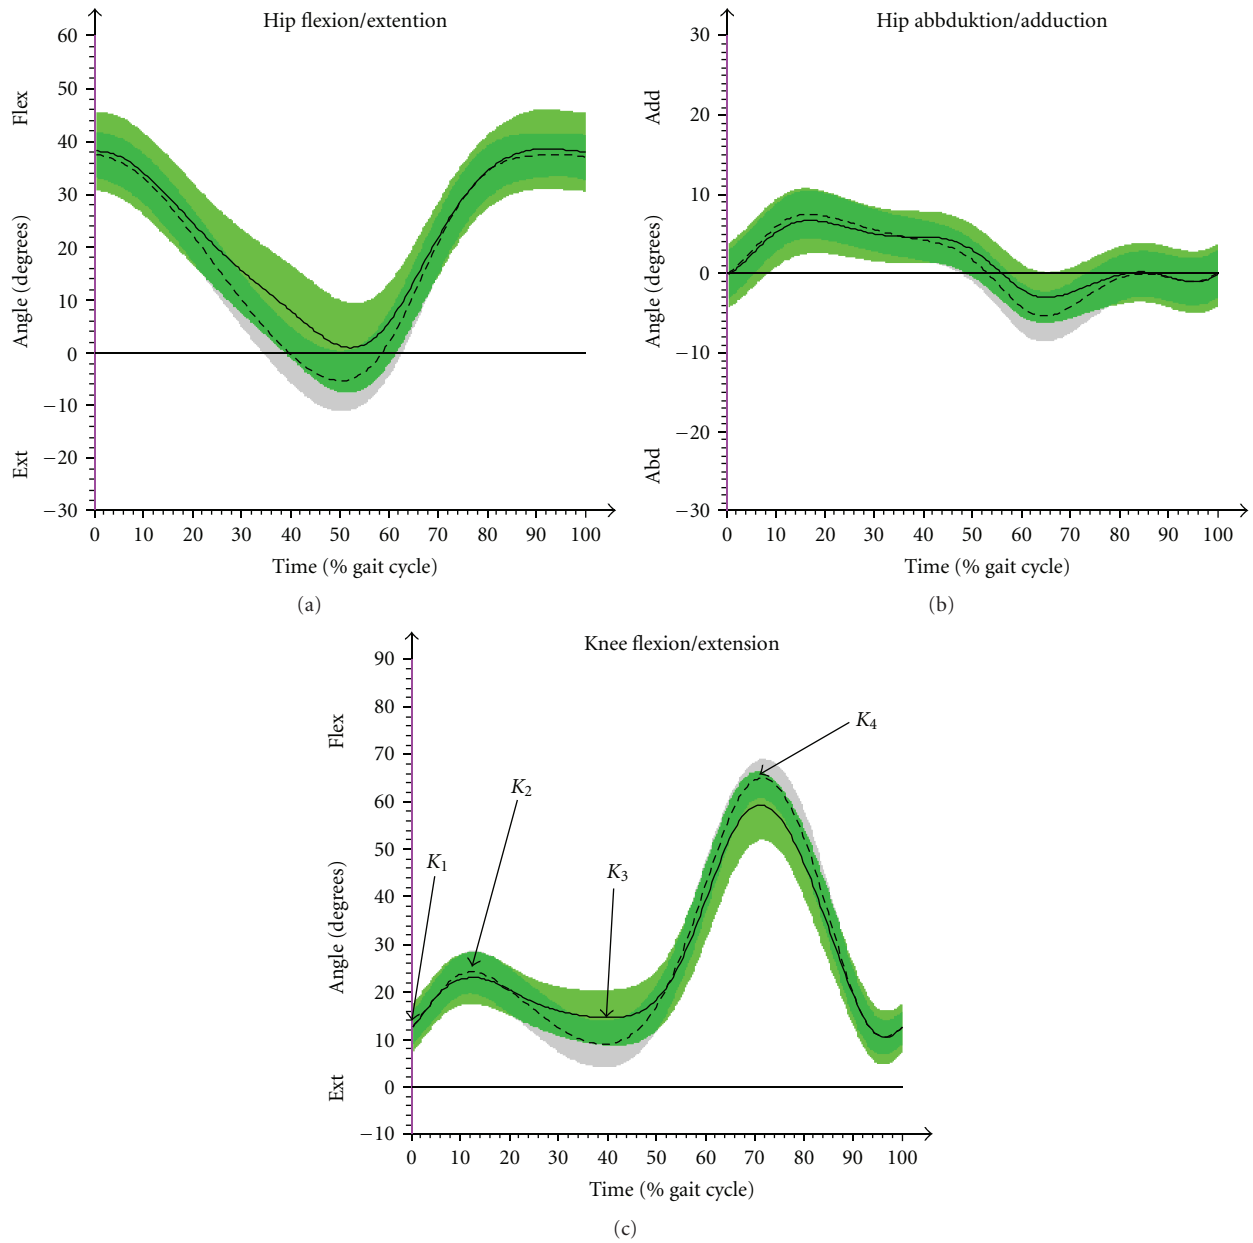 Hip flexion/extention
60
50
40
30
20
10
0
−10
−20
−30
Flex
Angle (degrees)
Ext
0 10 20 30 40 50 60 70 80 90 100
Time (% gait cycle)
(a)
Hip abbduktion/adduction
30
20
10
0
−10
−20
−30
Add
Angle (degrees)
Abd
0 10 20 30 40 50 60 70 80 90 100
Time (% gait cycle)
(b)
Knee flexion/extension
90
80
70
60
50
40
30
20
10
0
−10
Flex
Angle (degrees)
Ext
K1
K2
K3
K4
0 10 20 30 40 50 60 70 80 90 100
Time (% gait cycle)
(c)